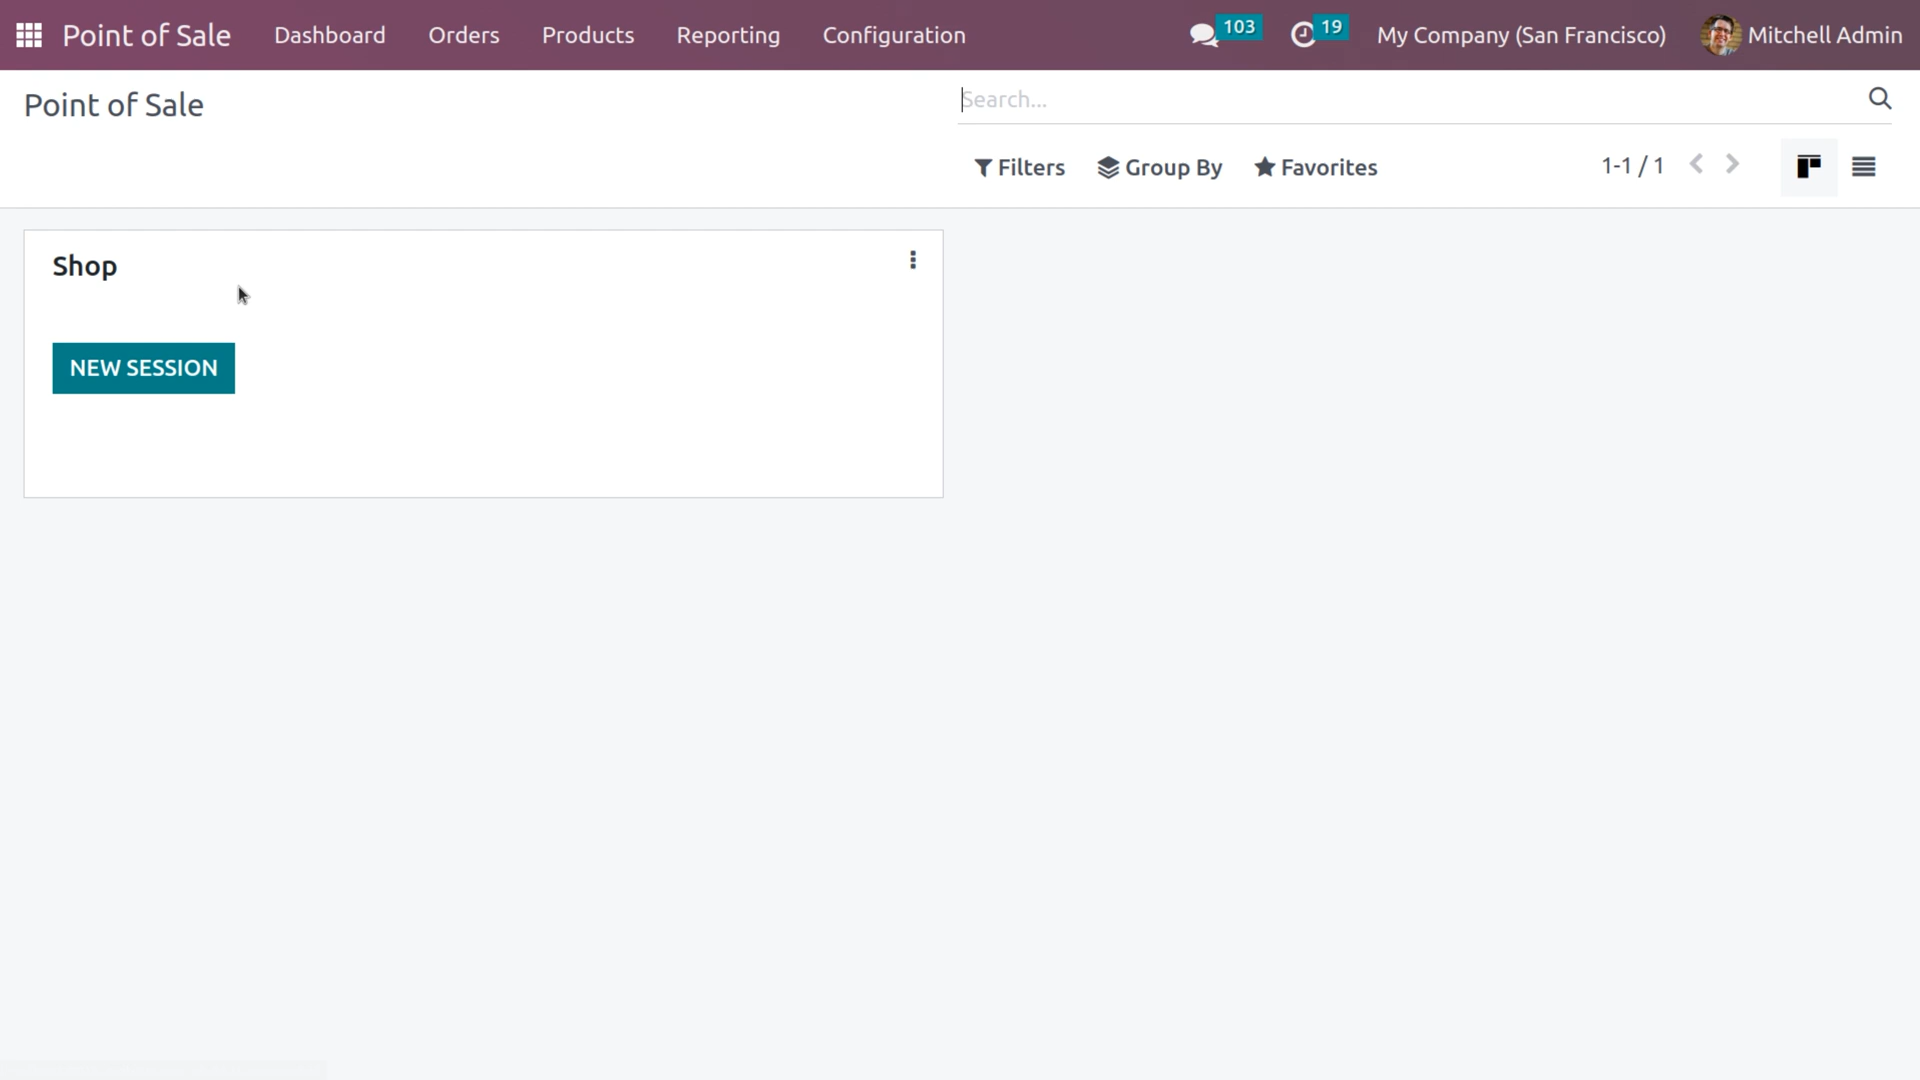 Point of Sale Dashboard Orders Products Reporting Configuration 103 19 My Company (San Francisco) Mitchell Admin
Point of Sale
Search...
Filters Group By Favorites 1-1 / 1
Shop
NEW SESSION